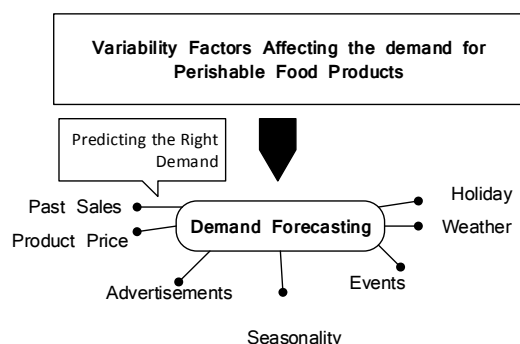 Variability Factors Affecting the demand for
Perishable Food Products
Predicting the Right
Demand
Past Sales
Product Price
Demand Forecasting
Holiday
Weather
Advertisements
Events
Seasonality